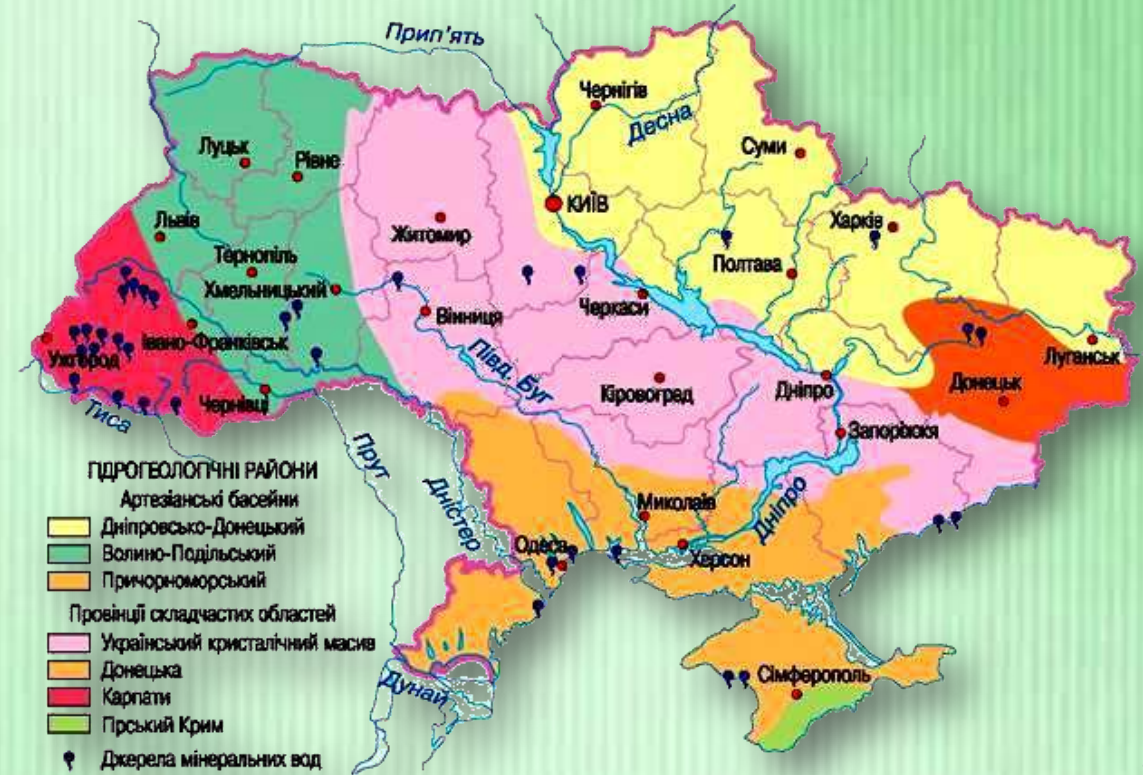 Прип'ять
Чернігів
Десна
Суми
Луцьк
Рівне
КИЇВ
Харків
Львів
Житомир
Полтава
Тернопіль
Хмельницький
Черкаси
Вінниця
Івано-Франківськ
Ужгород
Луганськ
Півд. Буг
Кіровоград
Дніпро
Донецьк
Чернівці
Тиса
Запоріжжя
Прут
Дністер
Миколаїв
Дніпро
Одеса
Херсон
Сімферополь
Дунай
ГІДРОГЕОЛОГІЧНІ РАЙОНИ
Артезіанські басейни
Дніпровсько-Донецький
Волино-Подільський
Причорноморський
Провінції складчастих областей
Український кристалічний масив
Донецька
Карпати
Гірський Крим
Джерела мінеральних вод